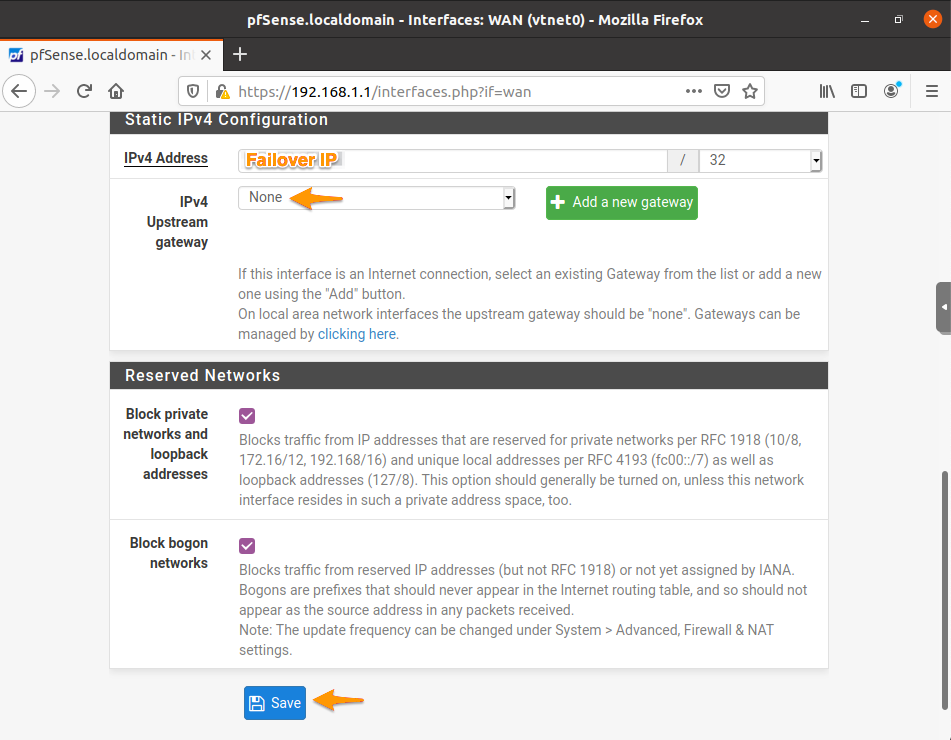 pfSense.localdomain - Interfaces: WAN (vtnet0) - Mozilla Firefox
pfSense.localdomain - In
https://192.168.1.1/interfaces.php?if=wan
Static IPv4 Configuration
IPv4 Address
Failover IP
/
32
IPv4
Upstream
gateway
None
Add a new gateway
If this interface is an Internet connection, select an existing Gateway from the list or add a new
one using the "Add" button.
On local area network interfaces the upstream gateway should be "none". Gateways can be
managed by clicking here.
Reserved Networks
Block private
networks and
loopback
addresses
Blocks traffic from IP addresses that are reserved for private networks per RFC 1918 (10/8,
172.16/12, 192.168/16) and unique local addresses per RFC 4193 (fc00::/7) as well as
loopback addresses (127/8). This option should generally be turned on, unless this network
interface resides in such a private address space, too.
Block bogon
networks
Blocks traffic from reserved IP addresses (but not RFC 1918) or not yet assigned by IANA.
Bogons are prefixes that should never appear in the Internet routing table, and so should not
appear as the source address in any packets received.
Note: The update frequency can be changed under System > Advanced, Firewall & NAT
settings.
Save